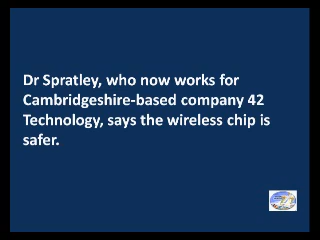 Dr Spratley, who now works for
Cambridgeshire-based company 42
Technology, says the wireless chip is
safer.